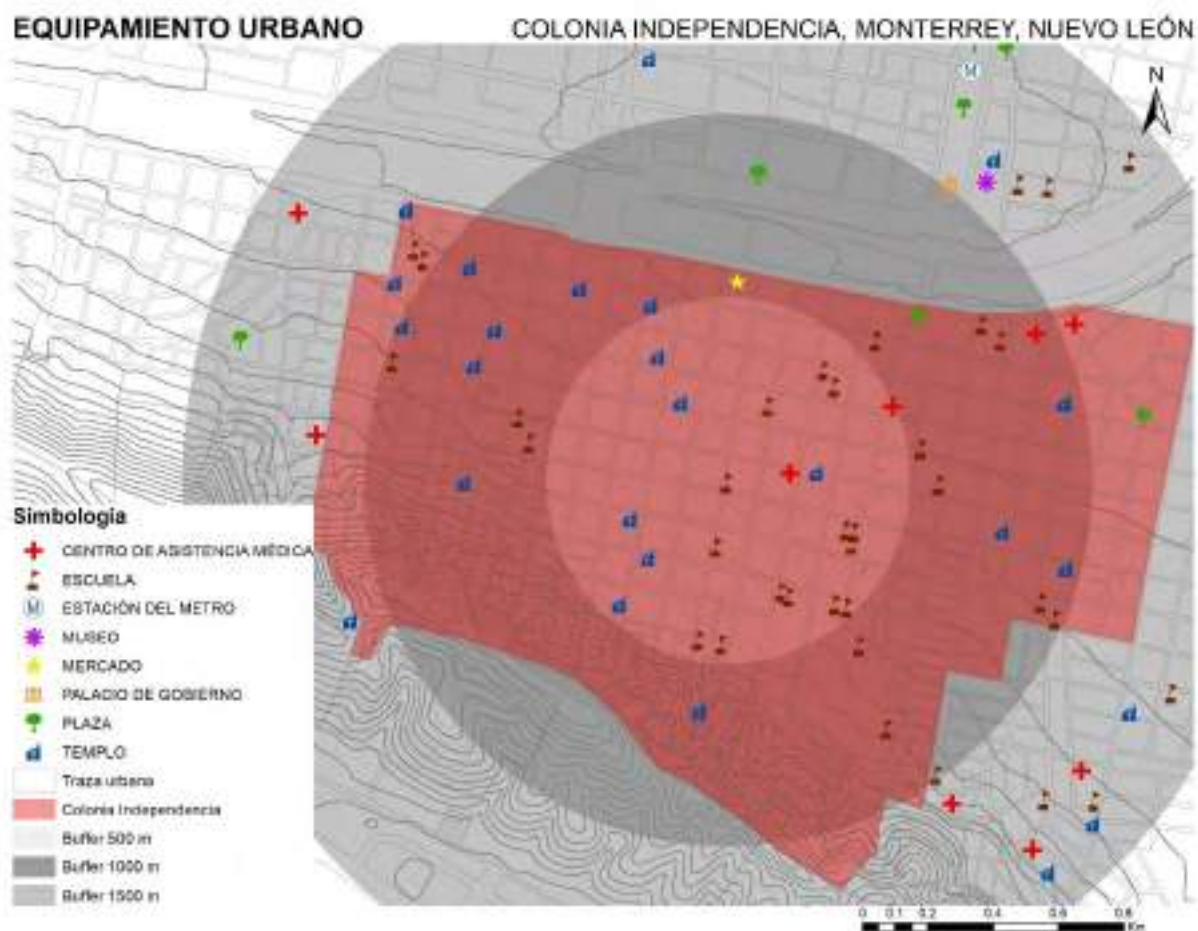 EQUIPAMIENTO URBANO
COLONIA INDEPENDENCIA, MONTERREY, NUEVO LEÓN
N
Simbología
CENTRO DE ASISTENCIA MÉDICA
ESCUELA
ESTACIÓN DEL METRO
MUSEO
MERCADO
PALACIO DE GOBIERNO
PLAZA
TEMPLO
Traza urbana
Colonia Independencia
Buffer 500 m
Buffer 1000 m
Buffer 1500 m
0 0.1 0.2 0.4 0.6 0.8
Km